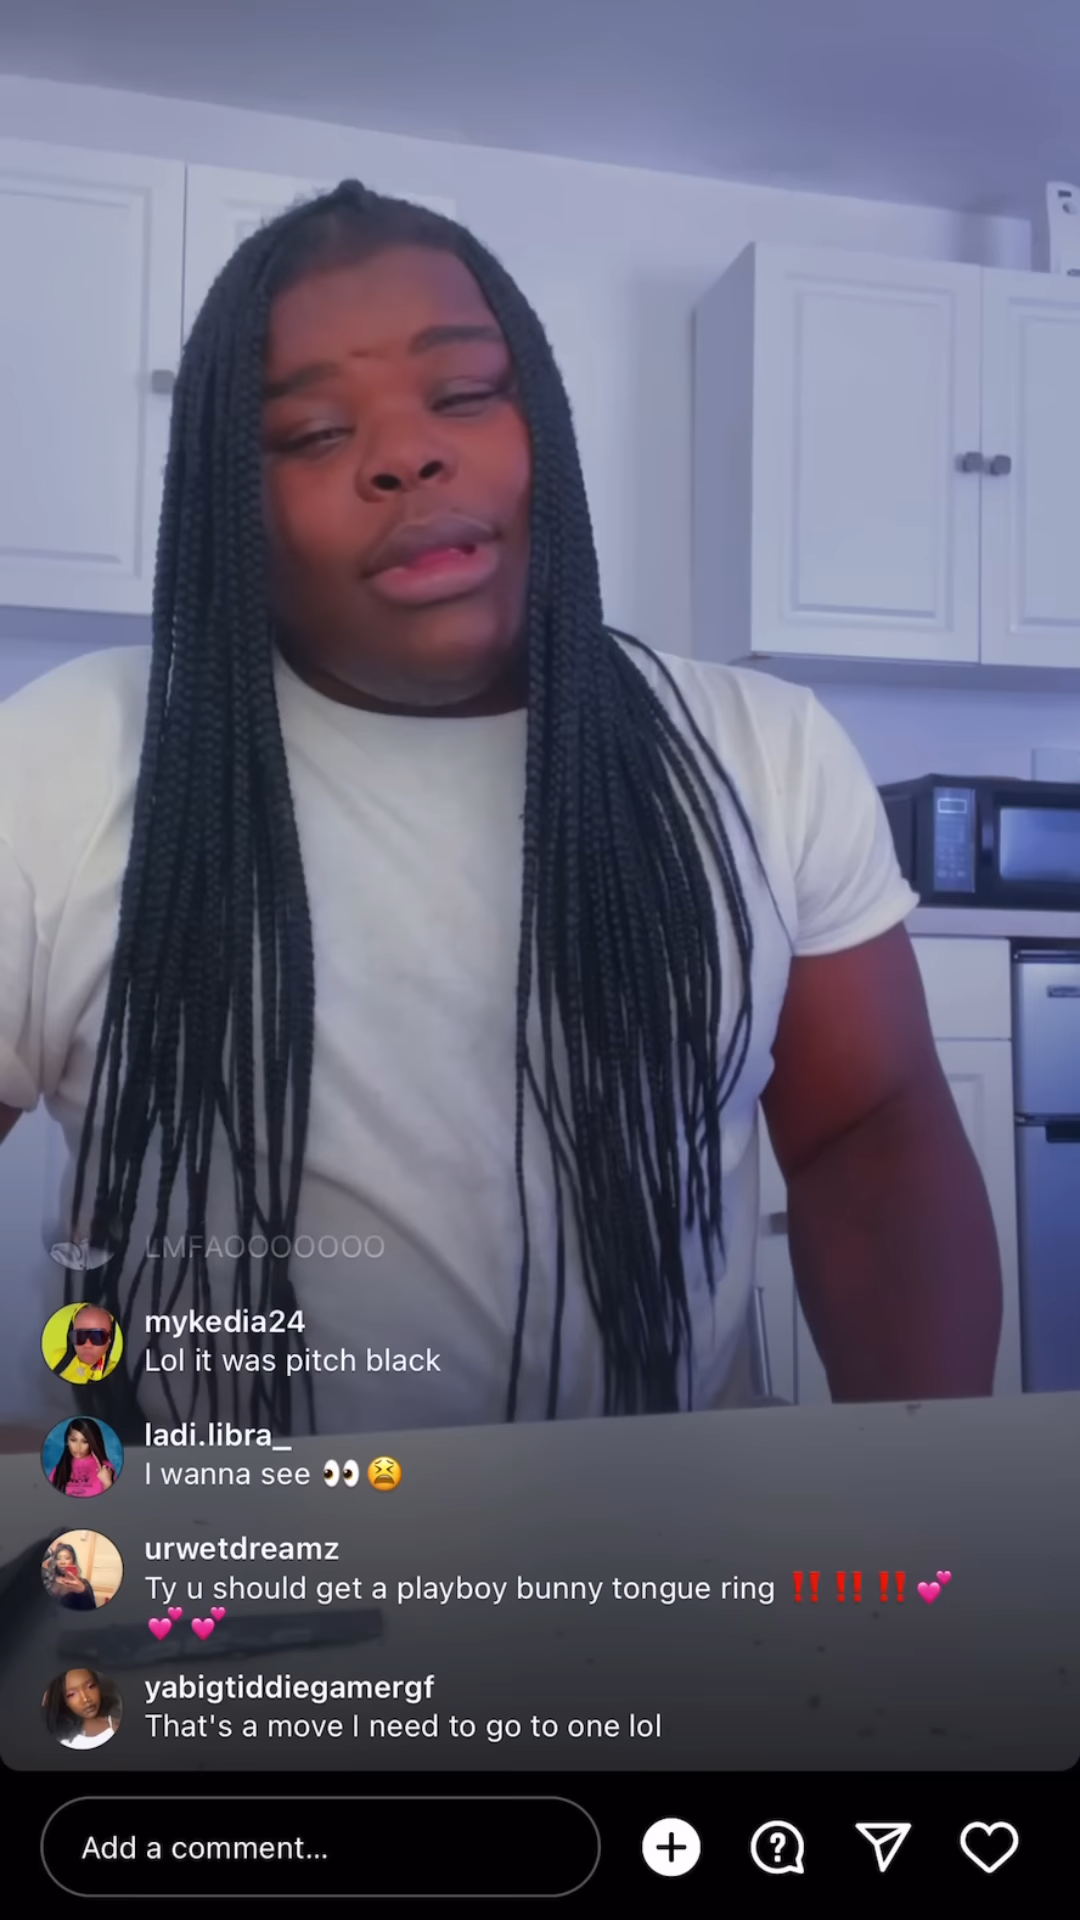 LMFAOOOOOOO
mykedia24
Lol it was pitch black
ladi.libra_
I wanna see 👀😫
urwetdreamz
Ty u should get a playboy bunny tongue ring ‼️‼️‼️💕
💕💕
yabigtiddiegamergf
That's a move I need to go to one lol
Add a comment...